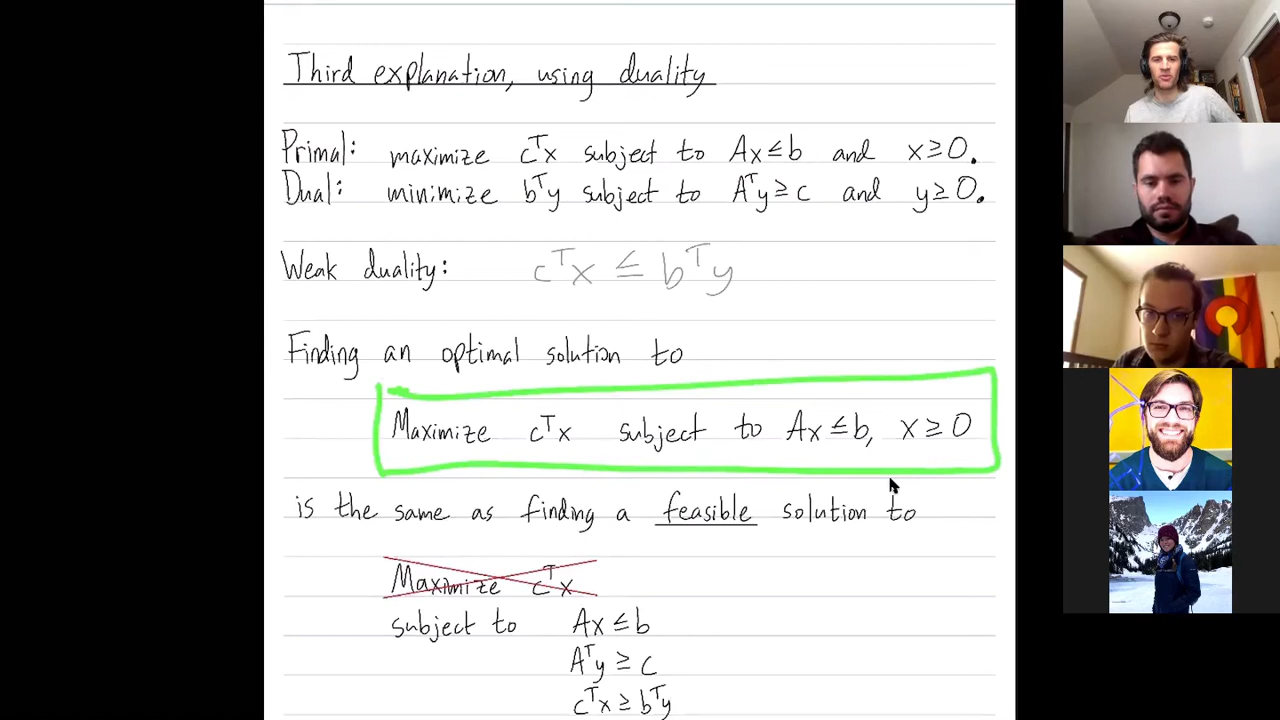 Third explanation, using duality
Primal: maximize cᵀx subject to Ax ≤ b and x ≥ 0.
Dual: minimize bᵀy subject to Aᵀy ≥ c and y ≥ 0.
Weak duality: cᵀx ≤ bᵀy
Finding an optimal solution to
Maximize cᵀx subject to Ax ≤ b, x ≥ 0
is the same as finding a feasible solution to
Maximize cᵀx
subject to Ax ≤ b
Aᵀy ≥ c
cᵀx ≥ bᵀy